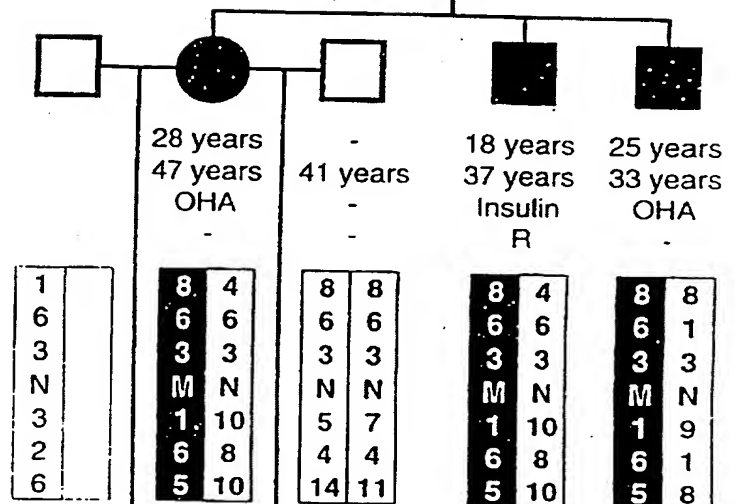 28 years - 18 years 25 years
47 years 41 years 37 years 33 years
OHA - Insulin OHA
- - R -
1 8 4 8 8 8 4 8 8
6 6 6 6 6 6 6 6 1
3 3 3 3 3 3 3 3 3
N M N N N M N M N
3 1 10 5 7 1 10 1 9
2 6 8 4 4 6 8 6 1
6 5 10 14 11 5 10 5 8